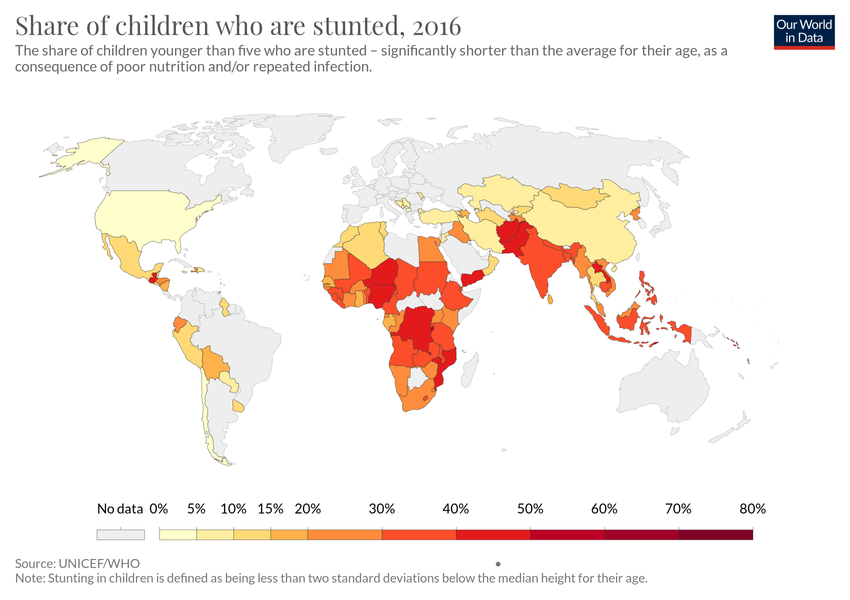 Share of children who are stunted, 2016
Our World
in Data
The share of children younger than five who are stunted – significantly shorter than the average for their age, as a
consequence of poor nutrition and/or repeated infection.
No data 0% 5% 10% 15% 20% 30% 40% 50% 60% 70% 80%
Source: UNICEF/WHO
Note: Stunting in children is defined as being less than two standard deviations below the median height for their age.